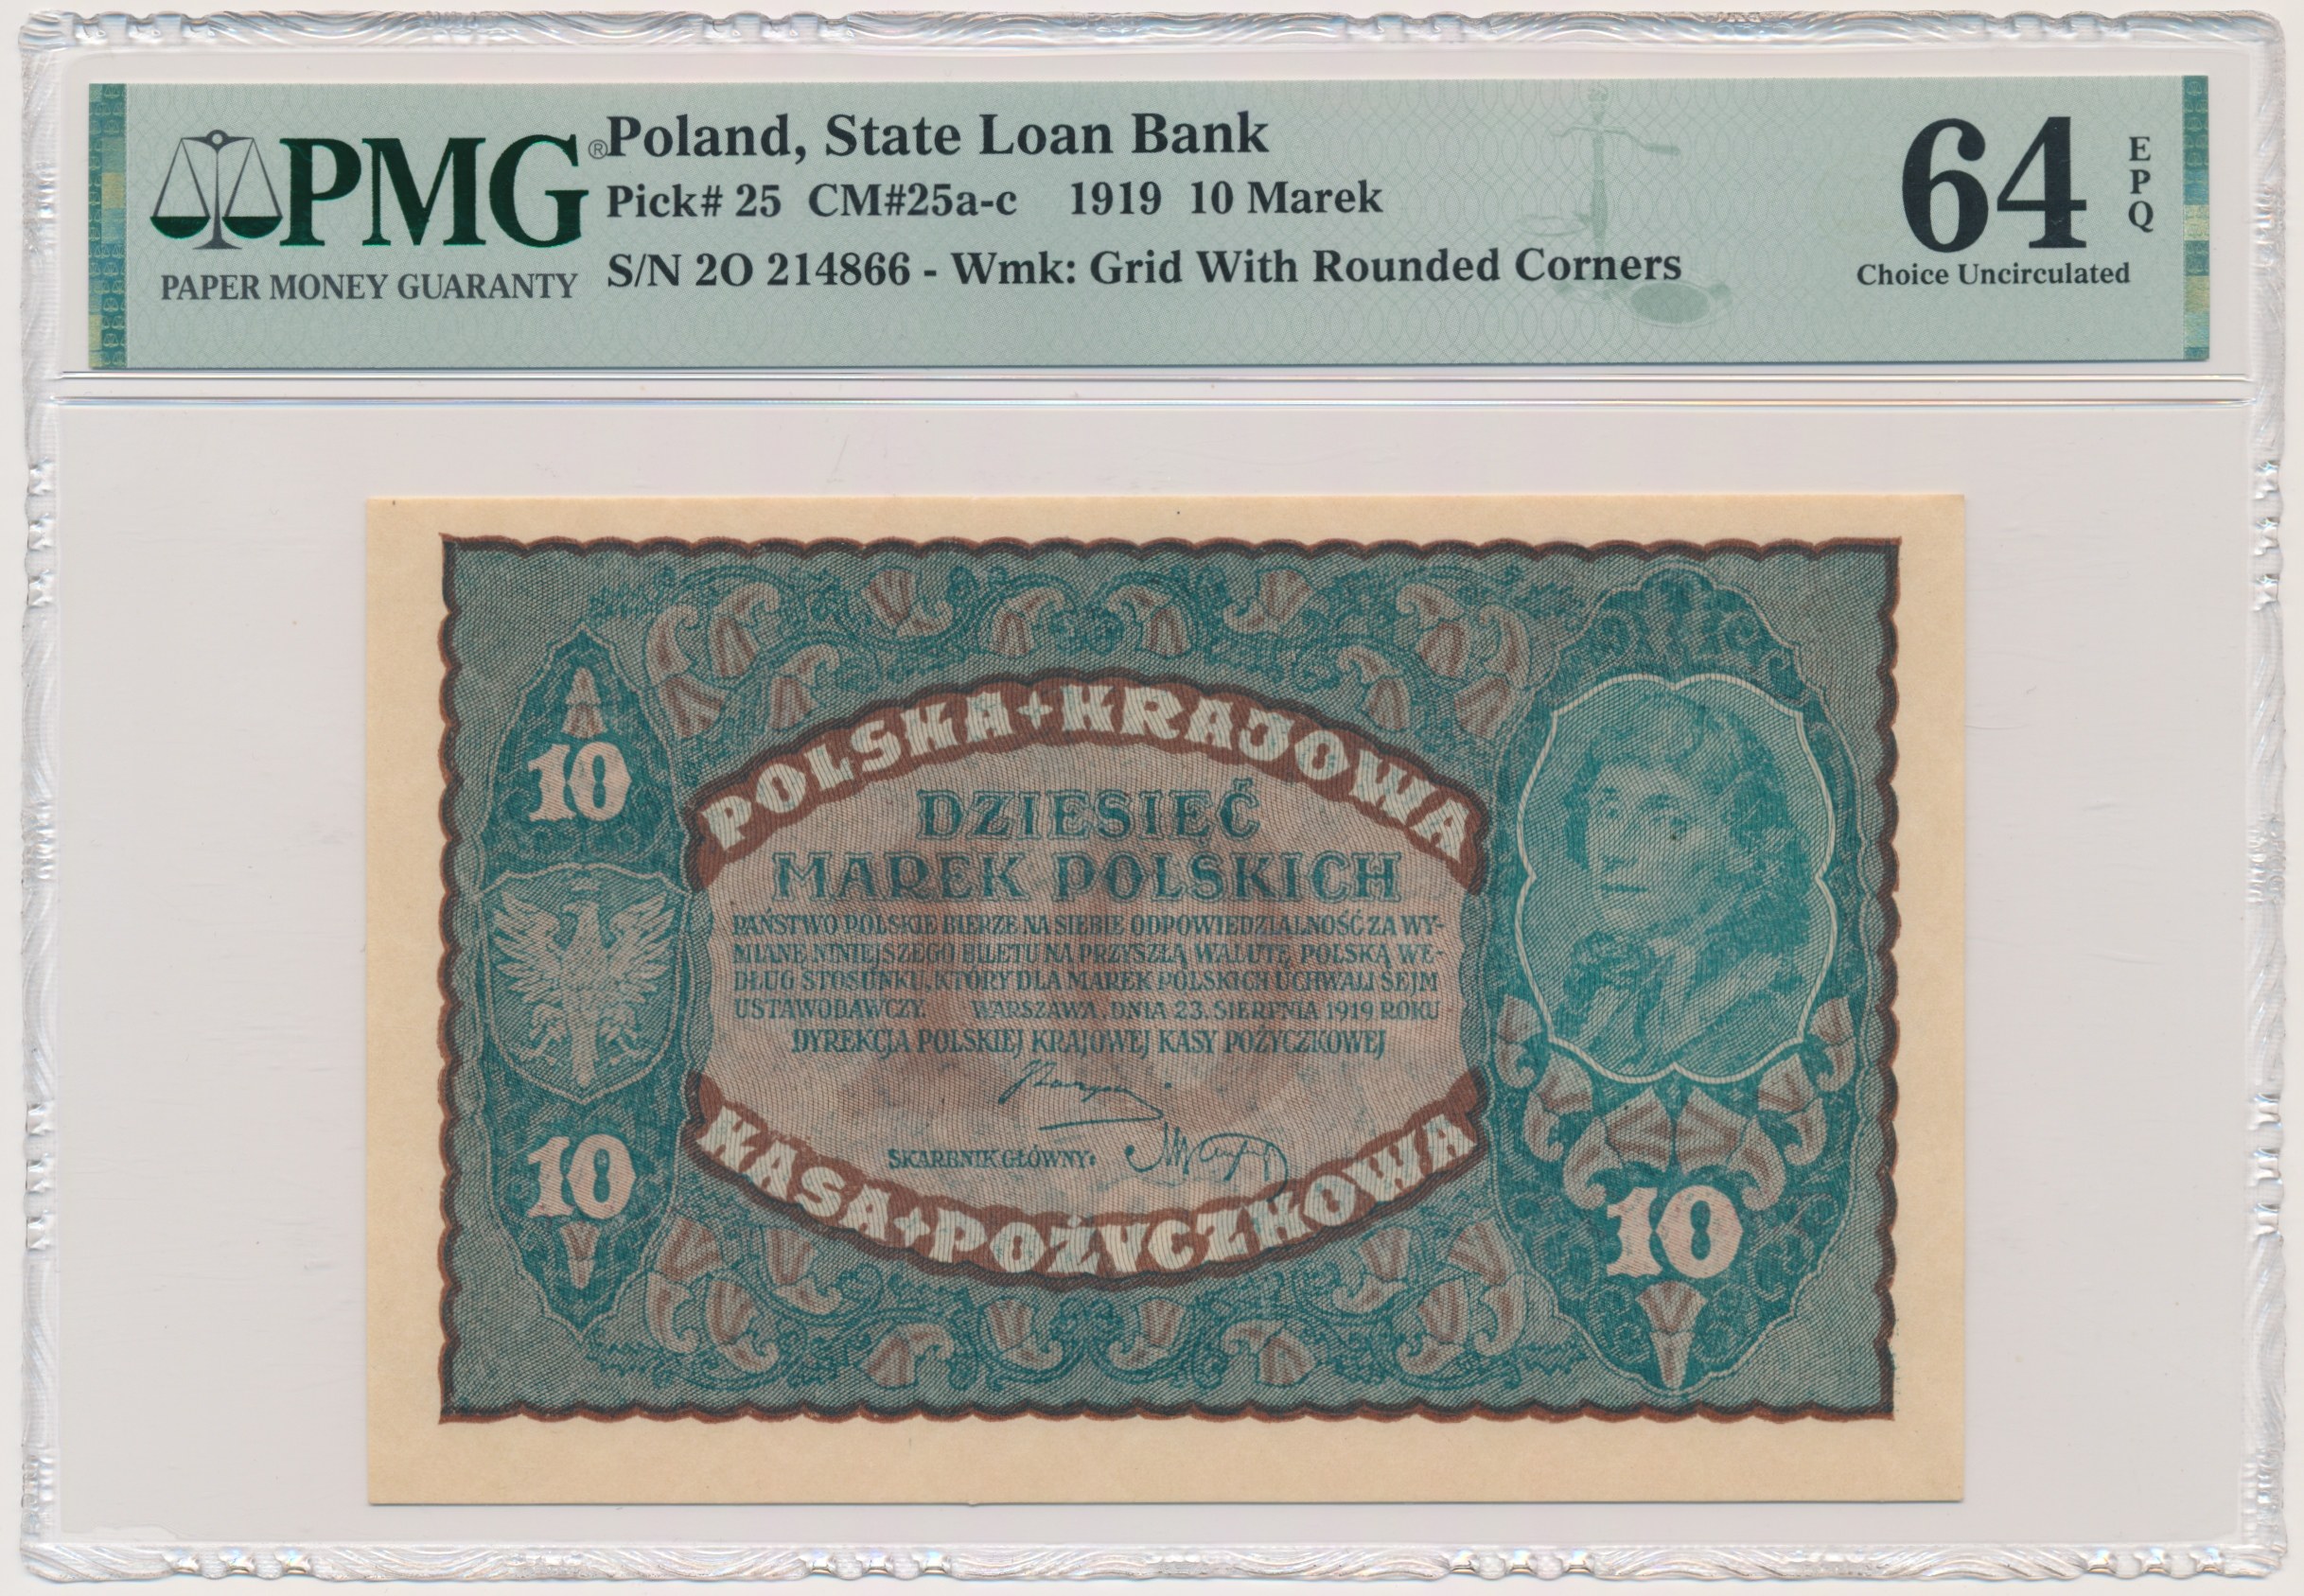 PMG®
PAPER MONEY GUARANTY
Poland, State Loan Bank
Pick# 25 CM#25a-c 1919 10 Marek
S/N 2O 214866 - Wmk: Grid With Rounded Corners
64
EPQ
Choice Uncirculated
10
POLSKA+KRAJOWA
DZIESIĘĆ
MAREK POLSKICH
PAŃSTWO POLSKIE BIERZE NA SIEBIE ODPOWIEDZIALNOŚĆ ZA WY-
MIANĘ NINIEJSZEGO BILETU NA PRZYSZŁĄ WALUTĘ POLSKĄ WE-
DŁUG STOSUNKU, KTÓRY DLA MAREK POLSKICH UCHWALI SEJM
USTAWODAWCZY. WARSZAWA, DNIA 23. SIERPNIA 1919 ROKU
DYREKCJA POLSKIEJ KRAJOWEJ KASY POŻYCZKOWEJ
SKARBNIK GŁÓWNY:
KASA+POŻYCZKOWA
10
10